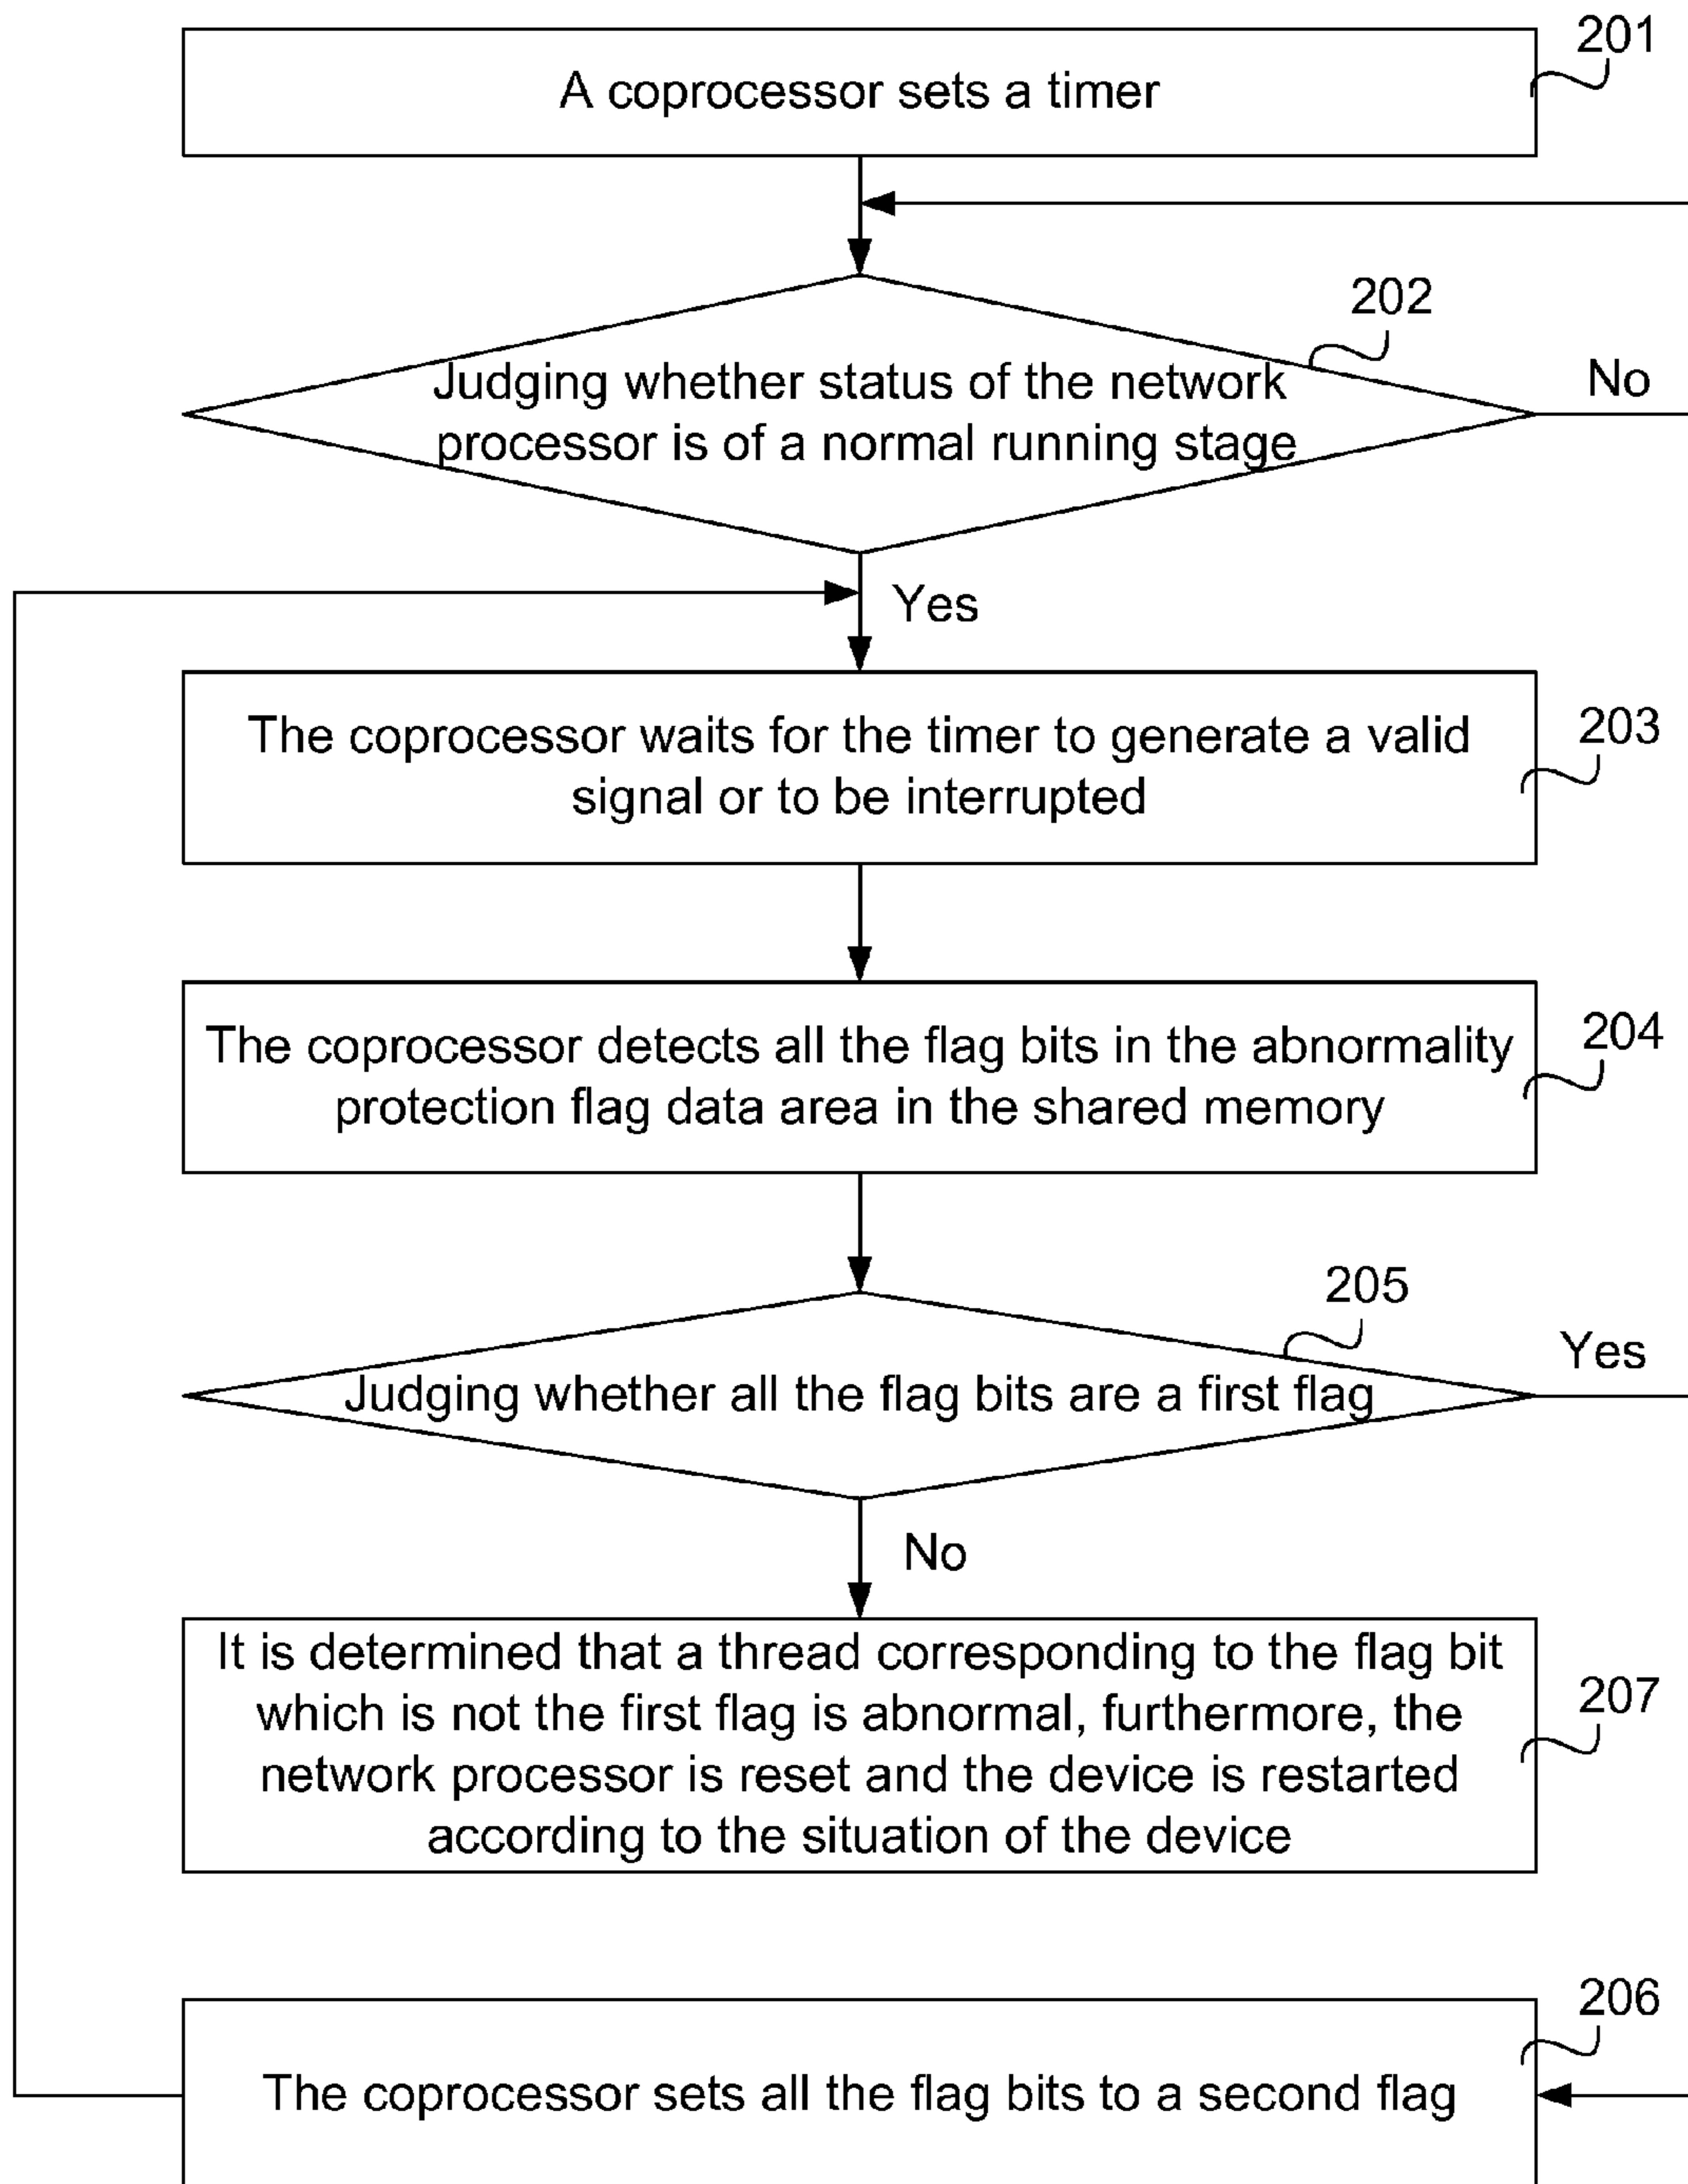 201
A coprocessor sets a timer
202
Judging whether status of the network
processor is of a normal running stage
No
Yes
The coprocessor waits for the timer to generate a valid
signal or to be interrupted
203
The coprocessor detects all the flag bits in the abnormality
protection flag data area in the shared memory
204
205
Judging whether all the flag bits are a first flag
Yes
No
It is determined that a thread corresponding to the flag bit
which is not the first flag is abnormal, furthermore, the
network processor is reset and the device is restarted
according to the situation of the device
207
206
The coprocessor sets all the flag bits to a second flag